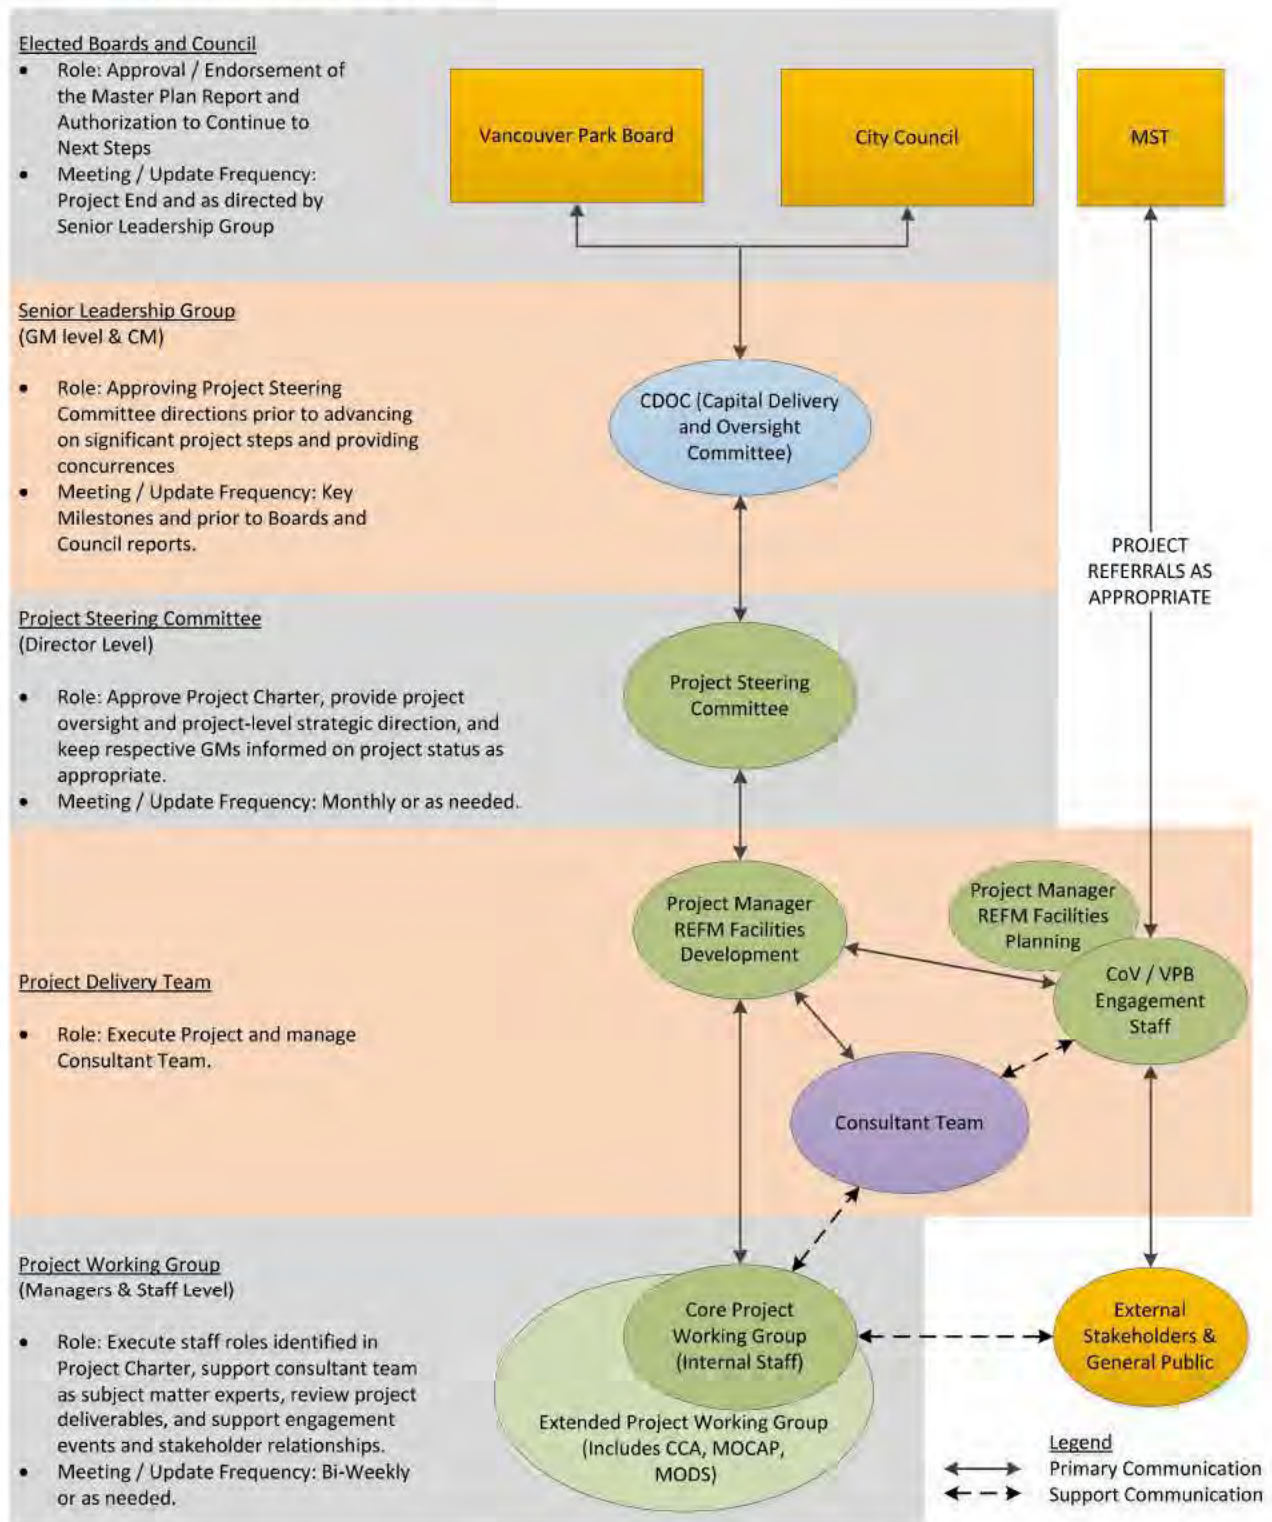 Elected Boards and Council
• Role: Approval / Endorsement of
the Master Plan Report and
Authorization to Continue to
Next Steps
• Meeting / Update Frequency:
Project End and as directed by
Senior Leadership Group
Vancouver Park Board
City Council
MST
Senior Leadership Group
(GM level & CM)
• Role: Approving Project Steering
Committee directions prior to advancing
on significant project steps and providing
concurrences
• Meeting / Update Frequency: Key
Milestones and prior to Boards and
Council reports.
CDOC (Capital Delivery
and Oversight
Committee)
PROJECT
REFERRALS AS
APPROPRIATE
Project Steering Committee
(Director Level)
• Role: Approve Project Charter, provide project
oversight and project-level strategic direction, and
keep respective GMs informed on project status as
appropriate.
• Meeting / Update Frequency: Monthly or as needed.
Project Steering
Committee
Project Delivery Team
• Role: Execute Project and manage
Consultant Team.
Project Manager
REFM Facilities
Development
Project Manager
REFM Facilities
Planning
CoV / VPB
Engagement
Staff
Consultant Team
Project Working Group
(Managers & Staff Level)
• Role: Execute staff roles identified in
Project Charter, support consultant team
as subject matter experts, review project
deliverables, and support engagement
events and stakeholder relationships.
• Meeting / Update Frequency: Bi-Weekly
or as needed.
Core Project
Working Group
(Internal Staff)
Extended Project Working Group
(Includes CCA, MOCAP,
MODS)
External
Stakeholders &
General Public
Legend
Primary Communication
Support Communication